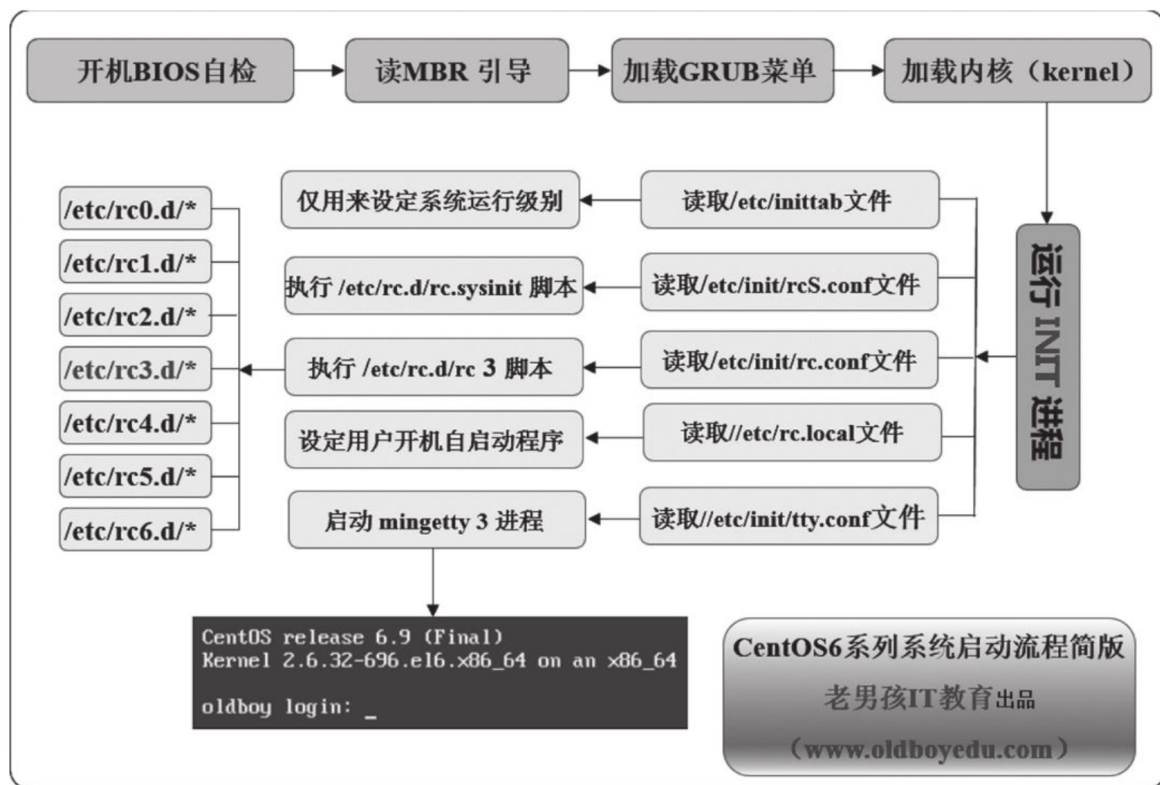 开机BIOS自检
读MBR 引导
加载GRUB菜单
加载内核（kernel）
运行 INIT 进程
读取/etc/inittab文件
仅用来设定系统运行级别
读取/etc/init/rcS.conf文件
执行 /etc/rc.d/rc.sysinit 脚本
读取/etc/init/rc.conf文件
执行 /etc/rc.d/rc 3 脚本
/etc/rc0.d/*
/etc/rc1.d/*
/etc/rc2.d/*
/etc/rc3.d/*
/etc/rc4.d/*
/etc/rc5.d/*
/etc/rc6.d/*
读取//etc/rc.local文件
设定用户开机自启动程序
读取//etc/init/tty.conf文件
启动 mingetty 3 进程
CentOS release 6.9 (Final)
Kernel 2.6.32-696.el6.x86_64 on an x86_64
oldboy login: _
CentOS6系列系统启动流程简版
老男孩IT教育出品
（www.oldboyedu.com）